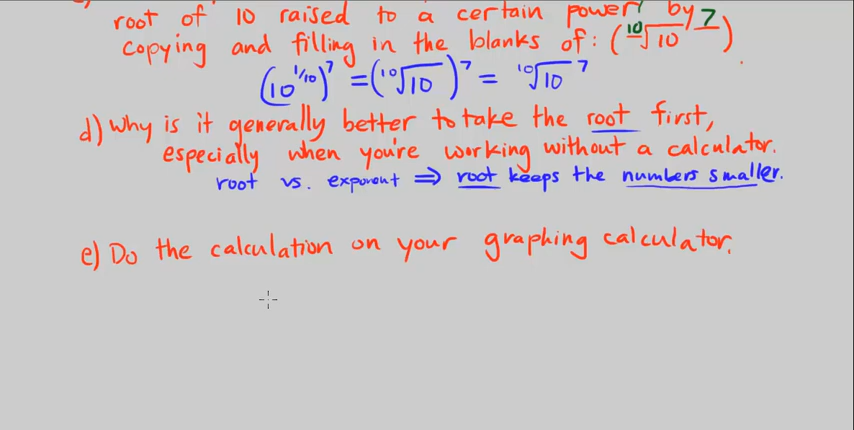 root of 10 raised to a certain power by
copying and filling in the blanks of: (¹⁰√10)⁷.
(10^{1/10})⁷ = (¹⁰√10)⁷ = ¹⁰√10⁷
d) Why is it generally better to take the root first,
especially when you're working without a calculator.
root vs. exponent ⇒ root keeps the numbers smaller.
e) Do the calculation on your graphing calculator.